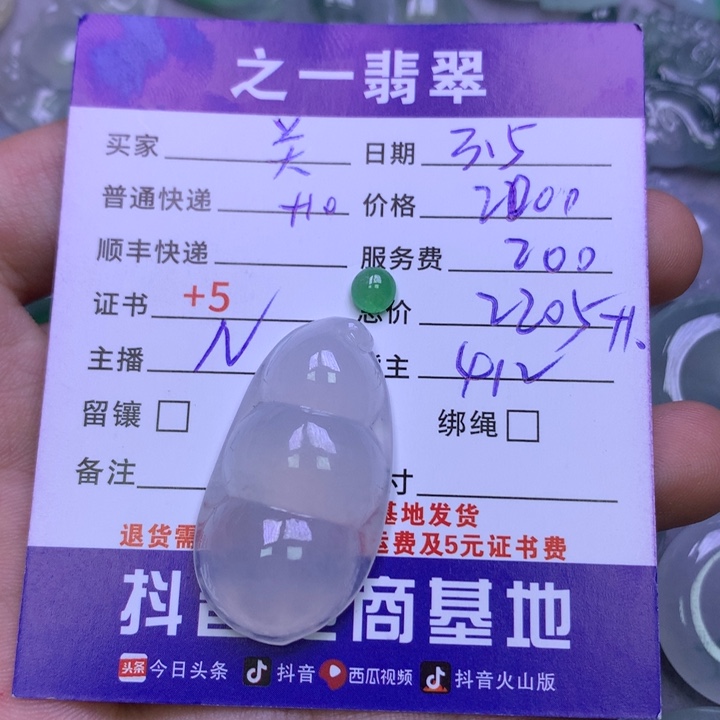 之一翡翠
买家 关 日期 3.15
普通快递 +10 价格 2000
顺丰快递 服务费 200
证书 +5 总价 2205
主播 N 主 412
留镶 绑绳
备注 寸
基地发货
退货需 运费及5元证书费
抖音 商基地
头条 今日头条 抖音 西瓜视频 抖音火山版